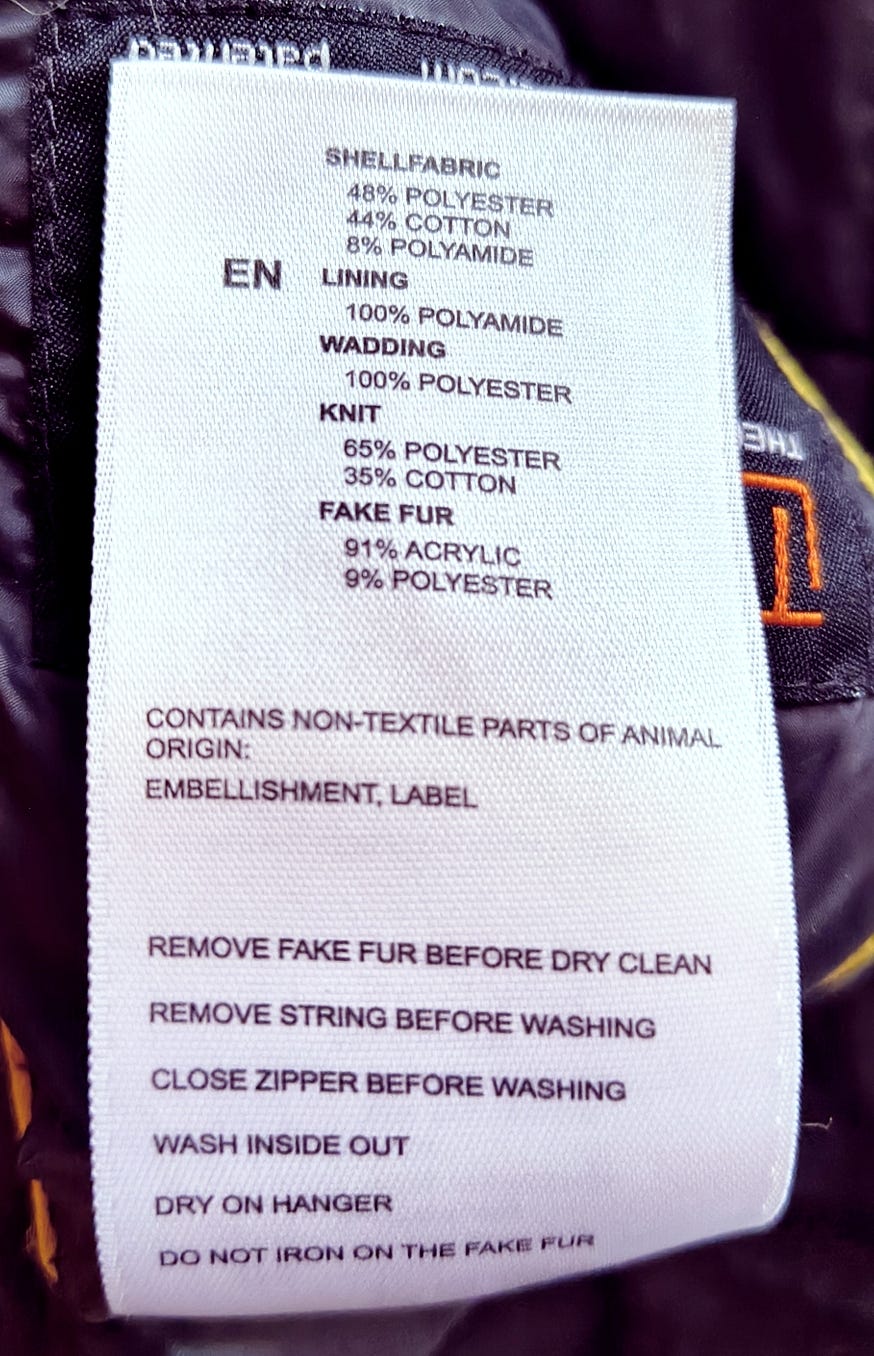 SHELLFABRIC
48% POLYESTER
44% COTTON
8% POLYAMIDE
EN
LINING
100% POLYAMIDE
WADDING
100% POLYESTER
KNIT
65% POLYESTER
35% COTTON
FAKE FUR
91% ACRYLIC
9% POLYESTER
CONTAINS NON-TEXTILE PARTS OF ANIMAL
ORIGIN:
EMBELLISHMENT, LABEL
REMOVE FAKE FUR BEFORE DRY CLEAN
REMOVE STRING BEFORE WASHING
CLOSE ZIPPER BEFORE WASHING
WASH INSIDE OUT
DRY ON HANGER
DO NOT IRON ON THE FAKE FUR